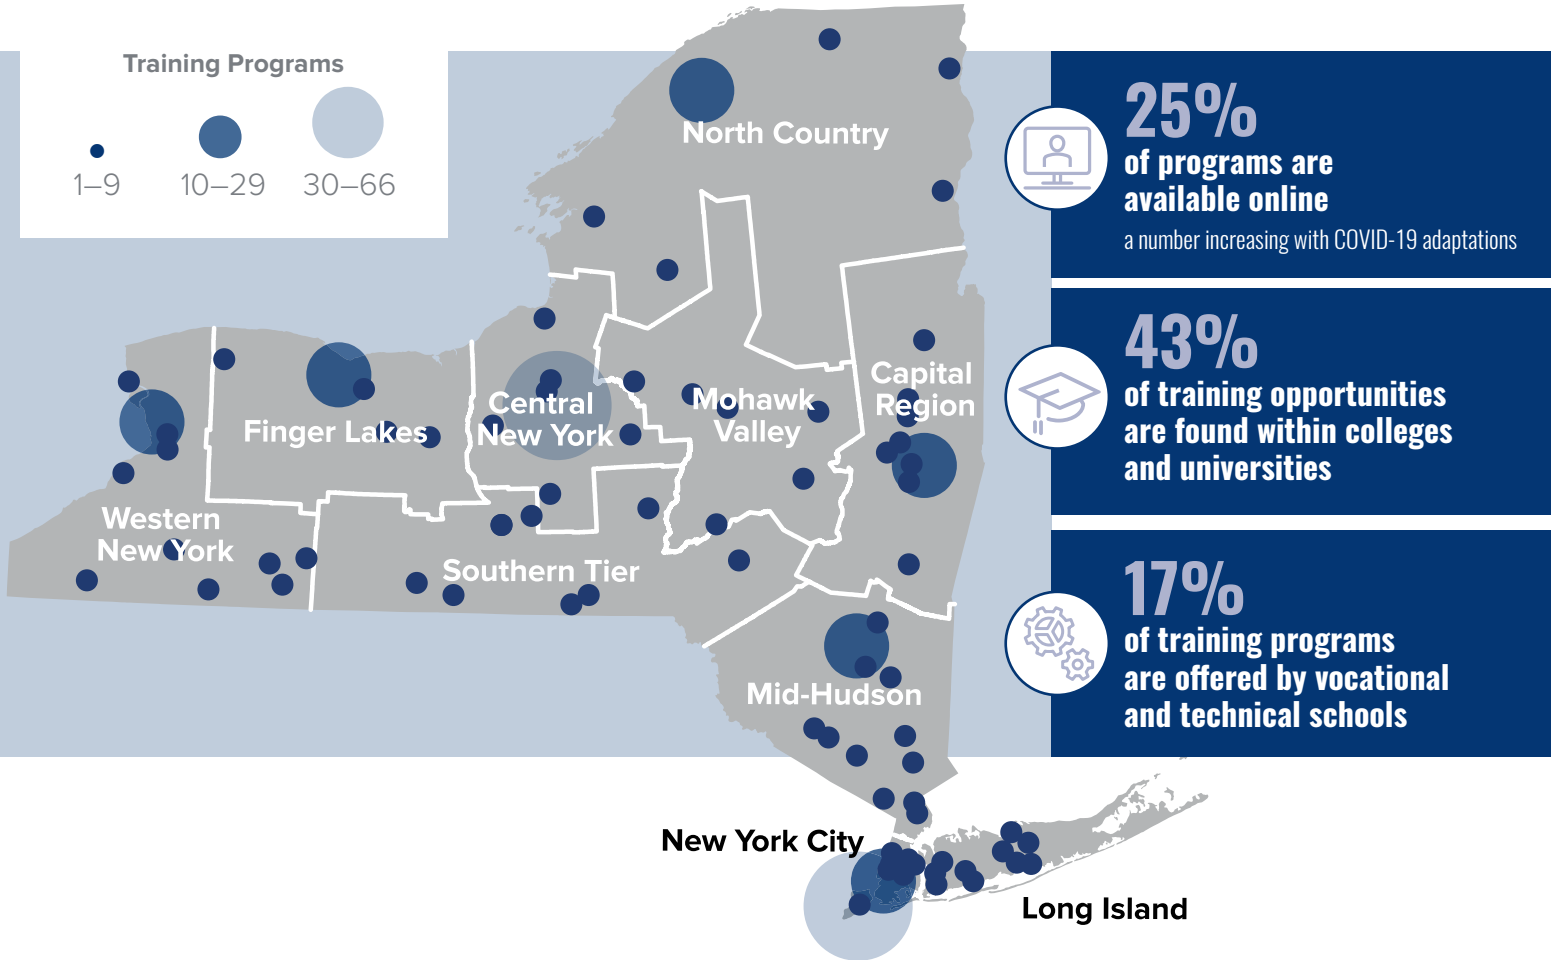 Training Programs
1–9
10–29
30–66
North Country
Capital
Region
Mohawk
Valley
Central
New York
Finger Lakes
Western
New York
Southern Tier
Mid-Hudson
New York City
Long Island
25%
of programs are
available online
a number increasing with COVID-19 adaptations
43%
of training opportunities
are found within colleges
and universities
17%
of training programs
are offered by vocational
and technical schools